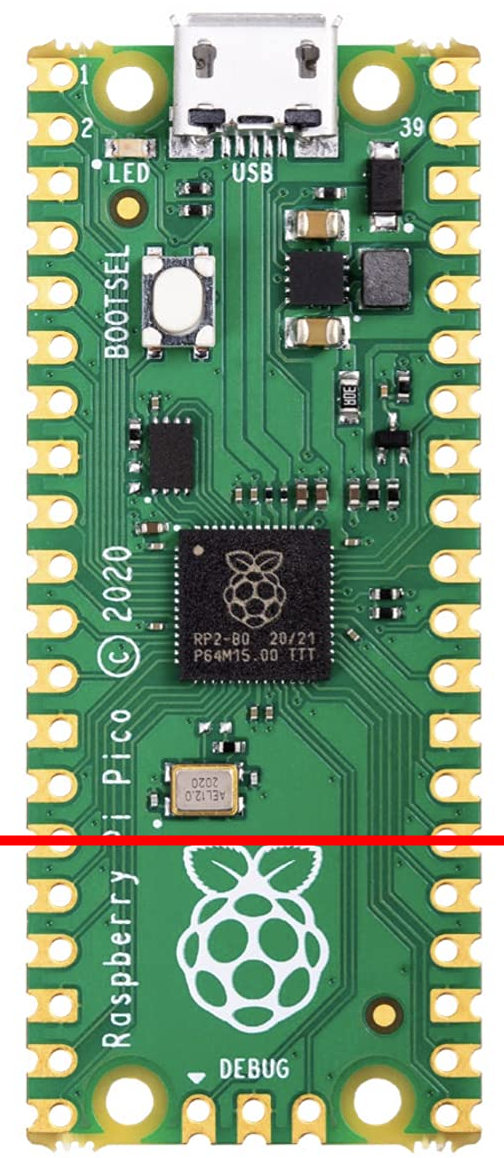 1
2
39
LED
USB
BOOTSEL
RP2-B0 20/21
P64M15.00 TTT
AEL12.0
2020
Raspberry Pi Pico © 2020
DEBUG